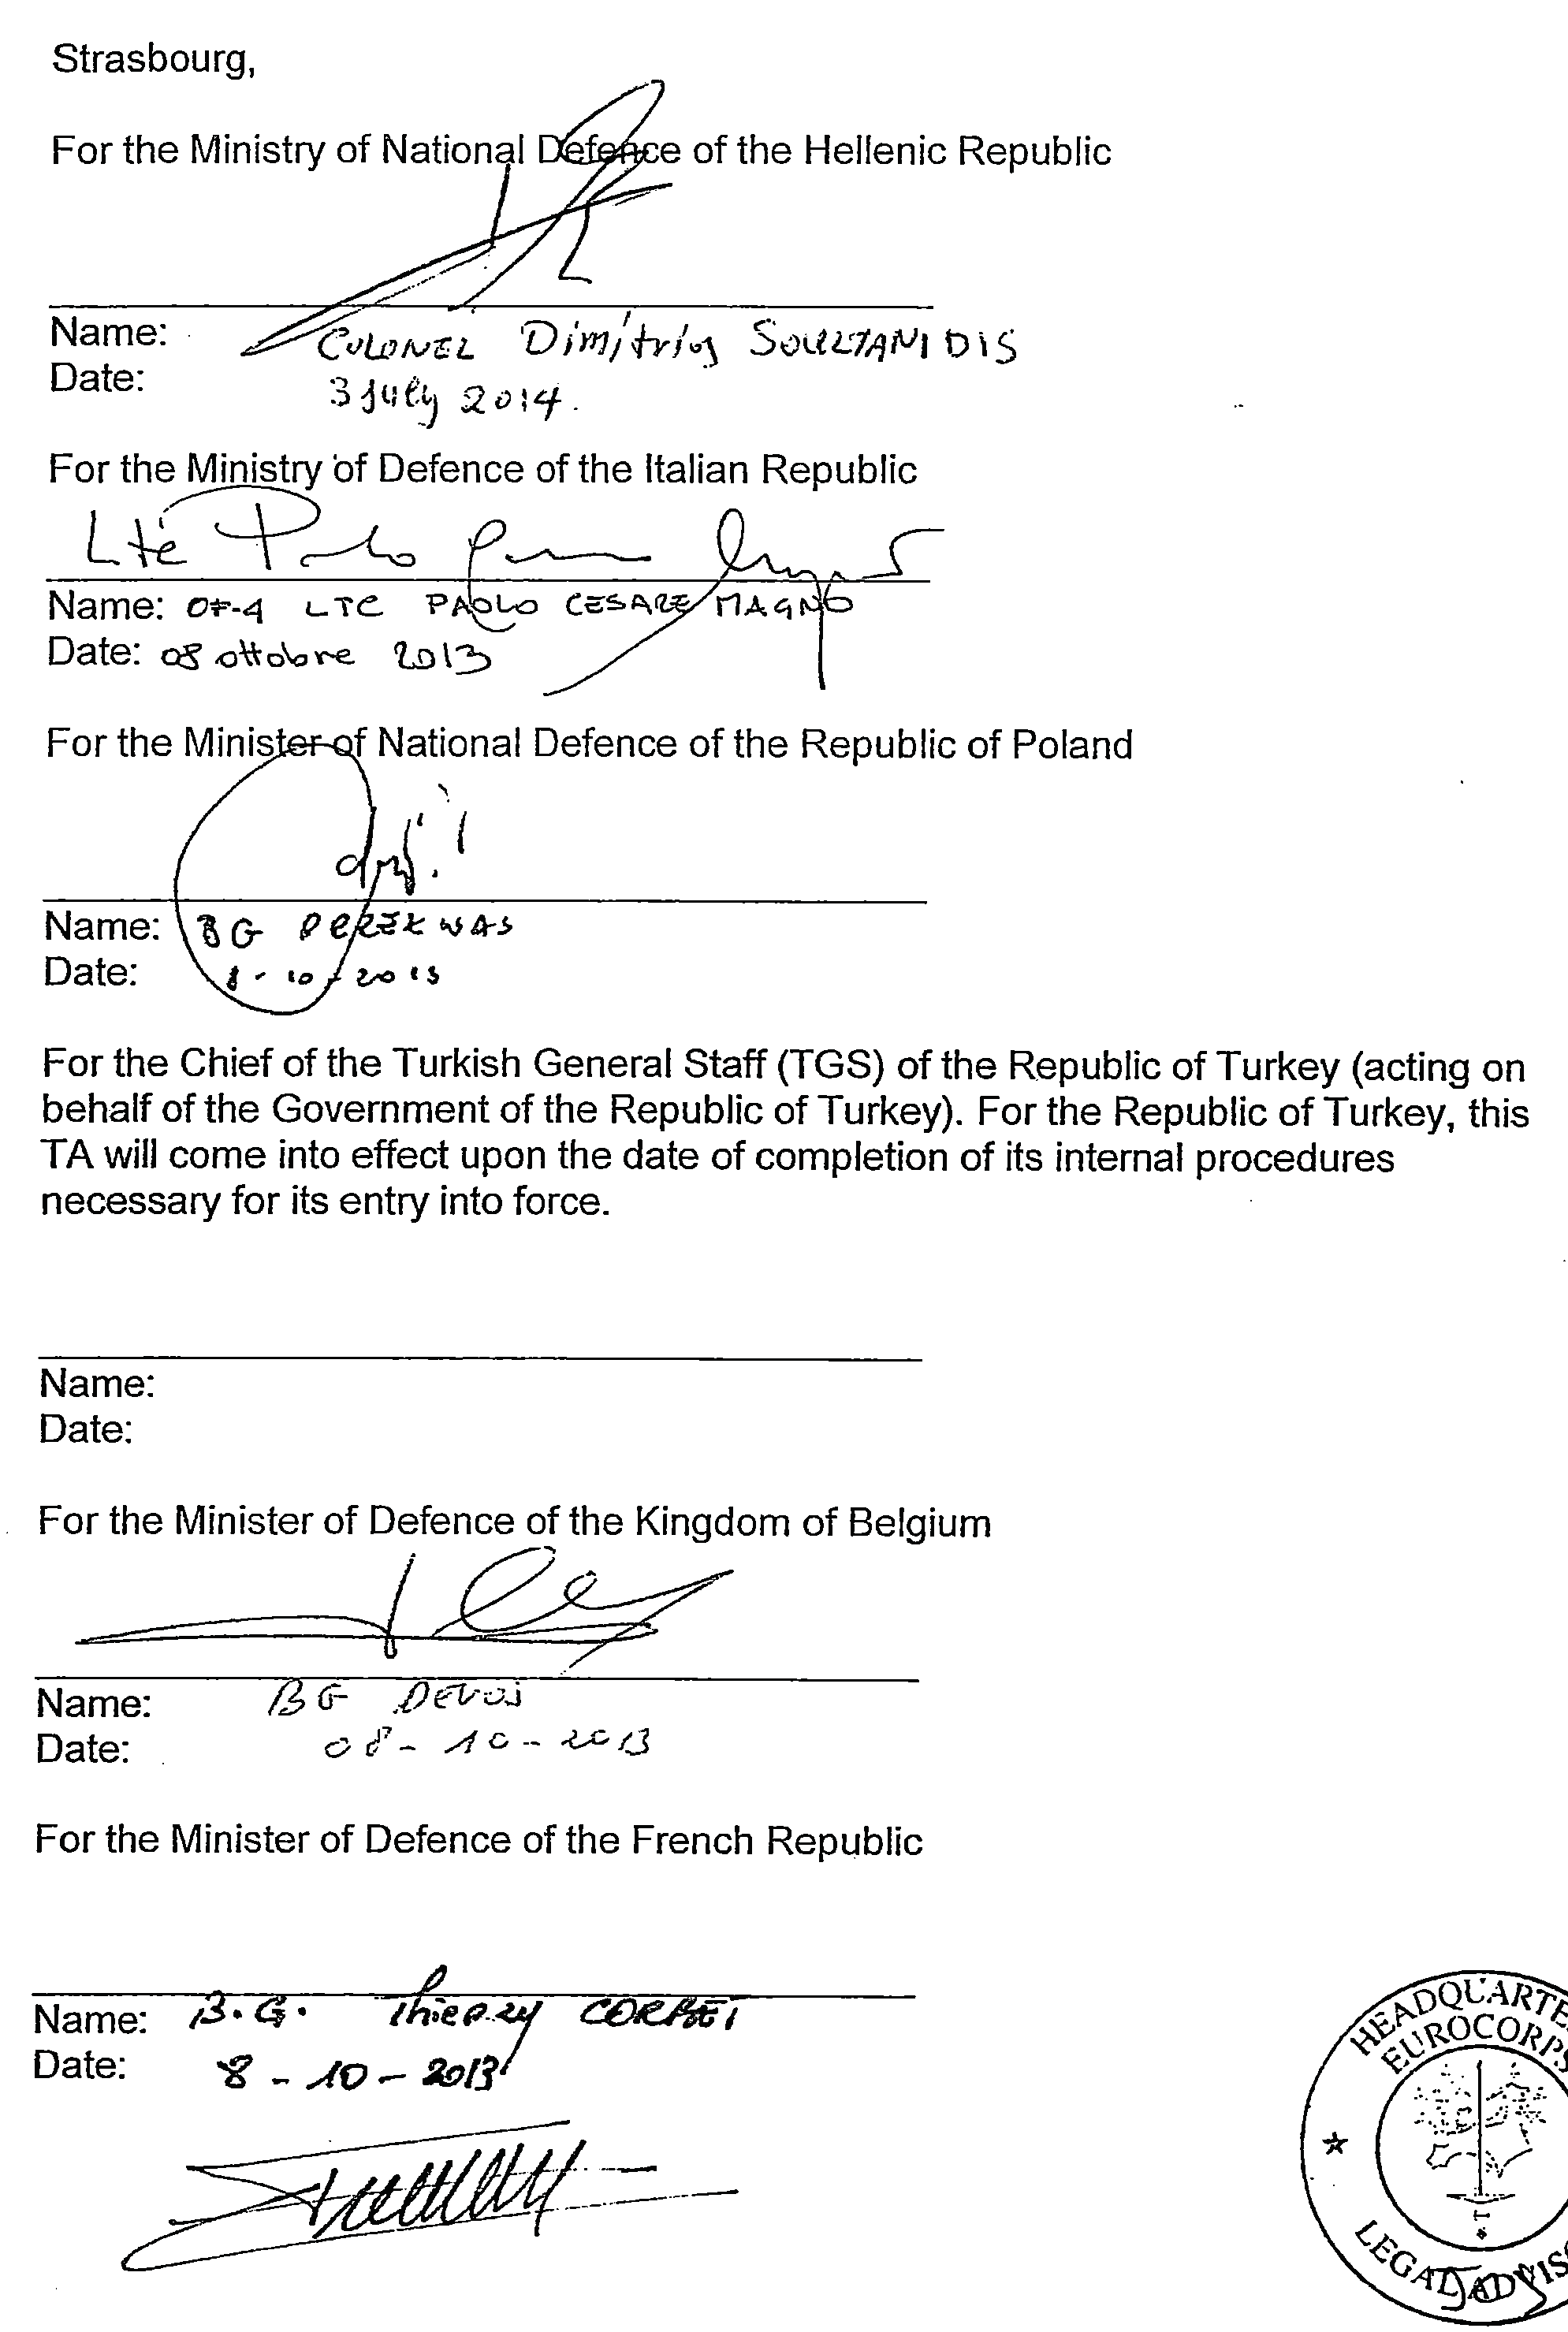 Strasbourg,
For the Ministry of National Defence of the Hellenic Republic
Name: COLONEL Dimitrios SOULTANIDIS
Date: 3 July 2014.
For the Ministry of Defence of the Italian Republic
Name: OF-4 LTC PAOLO CESARE MAGNO
Date: 08 ottobre 2013
For the Minister of National Defence of the Republic of Poland
Name: BG
Date: 8-10-2013
For the Chief of the Turkish General Staff (TGS) of the Republic of Turkey (acting on
behalf of the Government of the Republic of Turkey). For the Republic of Turkey, this
TA will come into effect upon the date of completion of its internal procedures
necessary for its entry into force.
Name:
Date:
For the Minister of Defence of the Kingdom of Belgium
Name: BG DEVOS
Date: 08-10-2013
For the Minister of Defence of the French Republic
Name: B.G. Thierry CORBET
Date: 8-10-2013
HEADQUARTE
EUROCORPS
LEGAL ADVISO